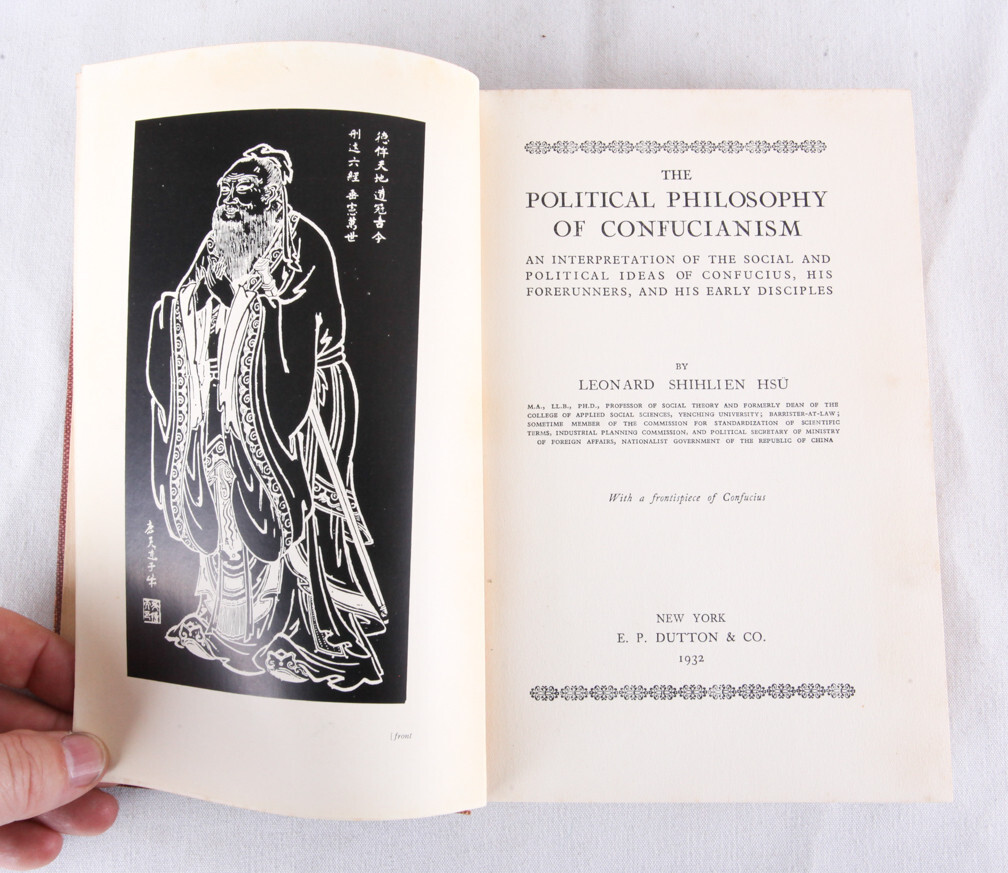 德侔天地道冠古今
刪述六經垂憲萬世
唐吳道子筆
[front
THE
POLITICAL PHILOSOPHY
OF CONFUCIANISM
AN INTERPRETATION OF THE SOCIAL AND
POLITICAL IDEAS OF CONFUCIUS, HIS
FORERUNNERS, AND HIS EARLY DISCIPLES
BY
LEONARD SHIHLIEN HSÜ
M.A., LL.B., PH.D., PROFESSOR OF SOCIAL THEORY AND FORMERLY DEAN OF THE
COLLEGE OF APPLIED SOCIAL SCIENCES, YENCHING UNIVERSITY; BARRISTER-AT-LAW;
SOMETIME MEMBER OF THE COMMISSION FOR STANDARDIZATION OF SCIENTIFIC
TERMS, INDUSTRIAL PLANNING COMMISSION, AND POLITICAL SECRETARY OF MINISTRY
OF FOREIGN AFFAIRS, NATIONALIST GOVERNMENT OF THE REPUBLIC OF CHINA
With a frontispiece of Confucius
NEW YORK
E. P. DUTTON & CO.
1932